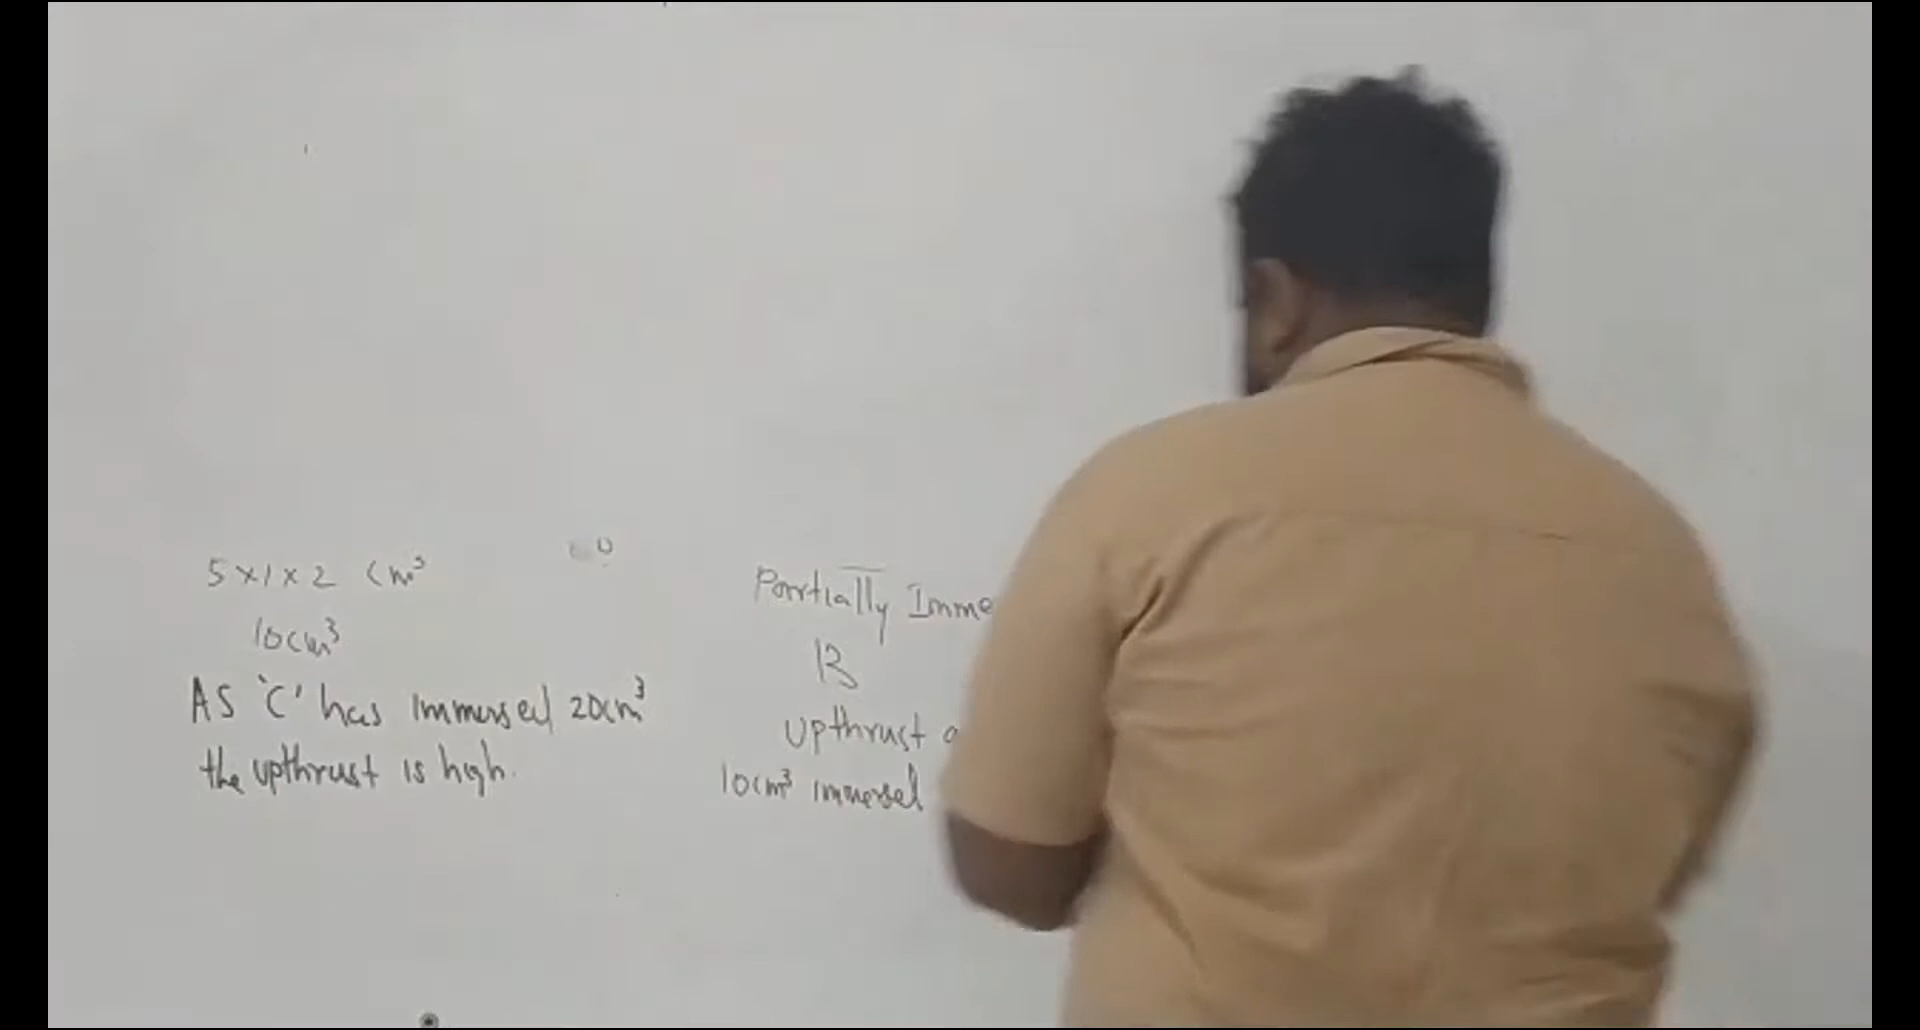 5 x 1 x 2 cm³
10cm³
As 'C' has immersed 20cm³
the upthrust is high.
Partially Imme
B
Upthrust
10cm³ immersed